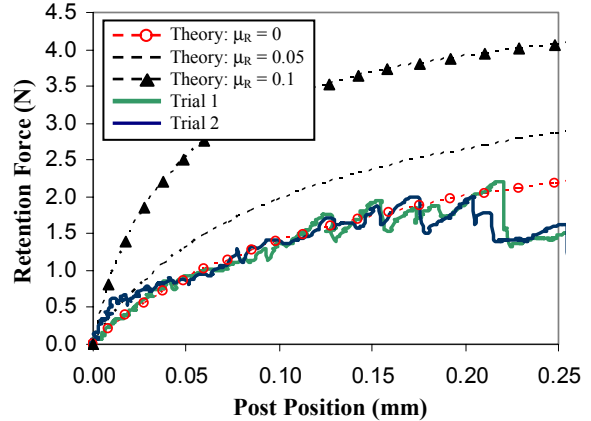 4.5
4.0
3.5
3.0
2.5
2.0
1.5
1.0
0.5
0.0
Retention Force (N)
Theory: μR = 0
Theory: μR = 0.05
Theory: μR = 0.1
Trial 1
Trial 2
0.00 0.05 0.10 0.15 0.20 0.25
Post Position (mm)